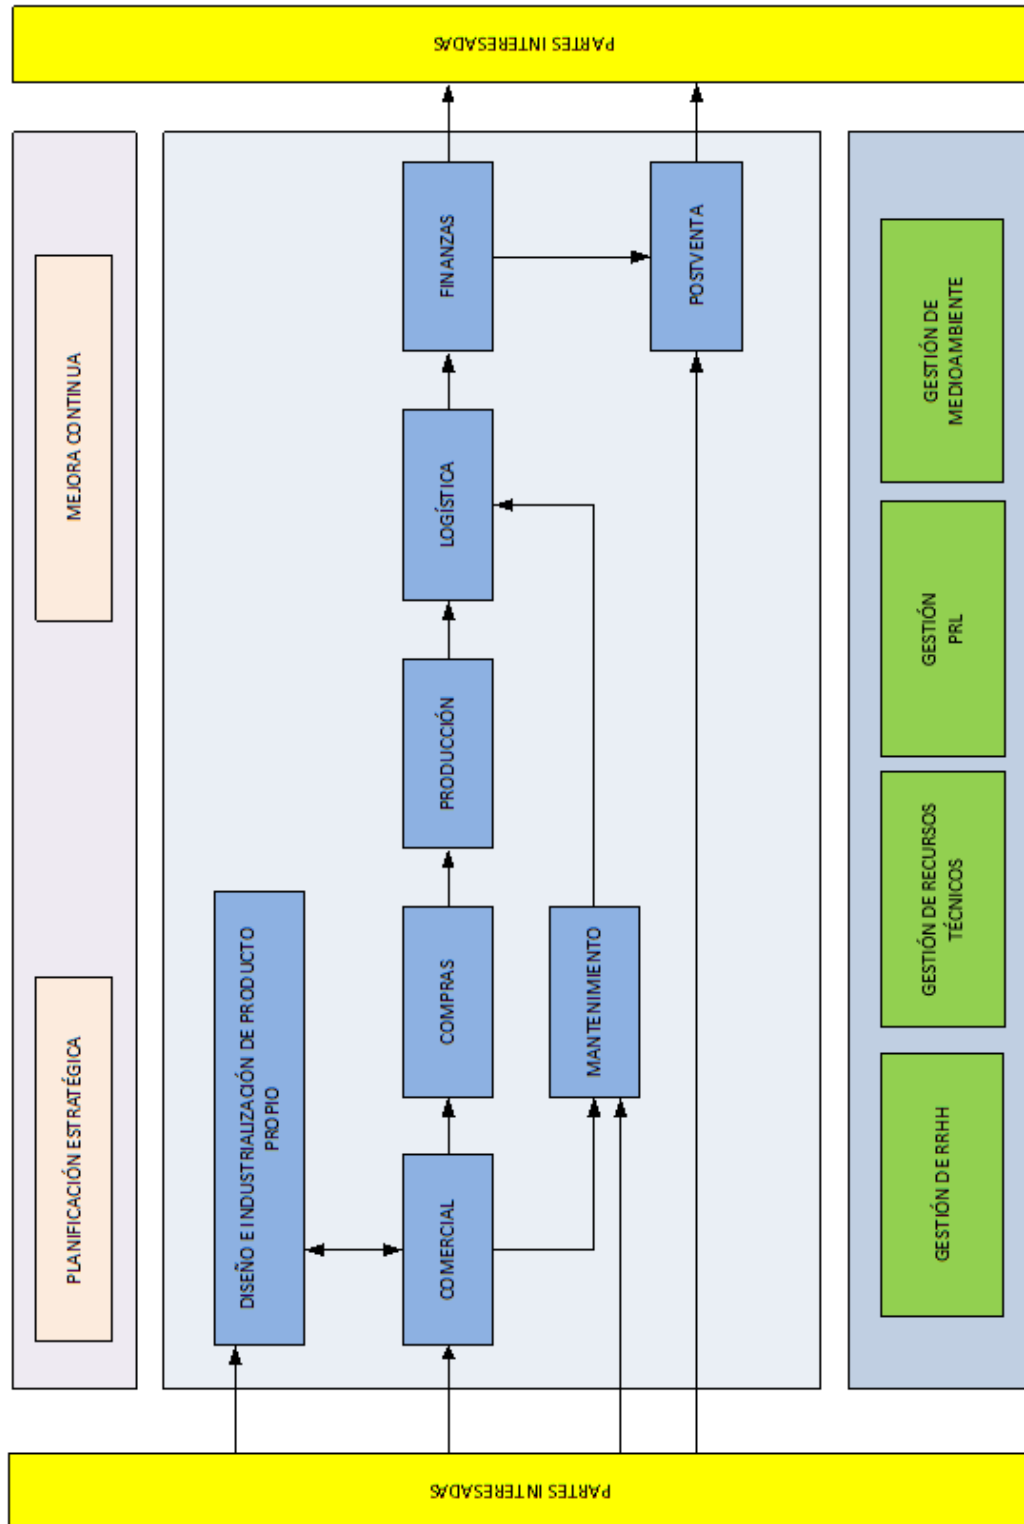 PARTES INTERESADAS
PLANIFICACIÓN ESTRATÉGICA
MEJORA CONTINUA
DISEÑO E INDUSTRIALIZACIÓN DE PRODUCTO
PROPIO
COMERCIAL
COMPRAS
PRODUCCIÓN
LOGÍSTICA
FINANZAS
MANTENIMIENTO
POSTVENTA
GESTIÓN DE RRHH
GESTIÓN DE RECURSOS
TÉCNICOS
GESTIÓN
PRL
GESTIÓN DE
MEDIOAMBIENTE
PARTES INTERESADAS